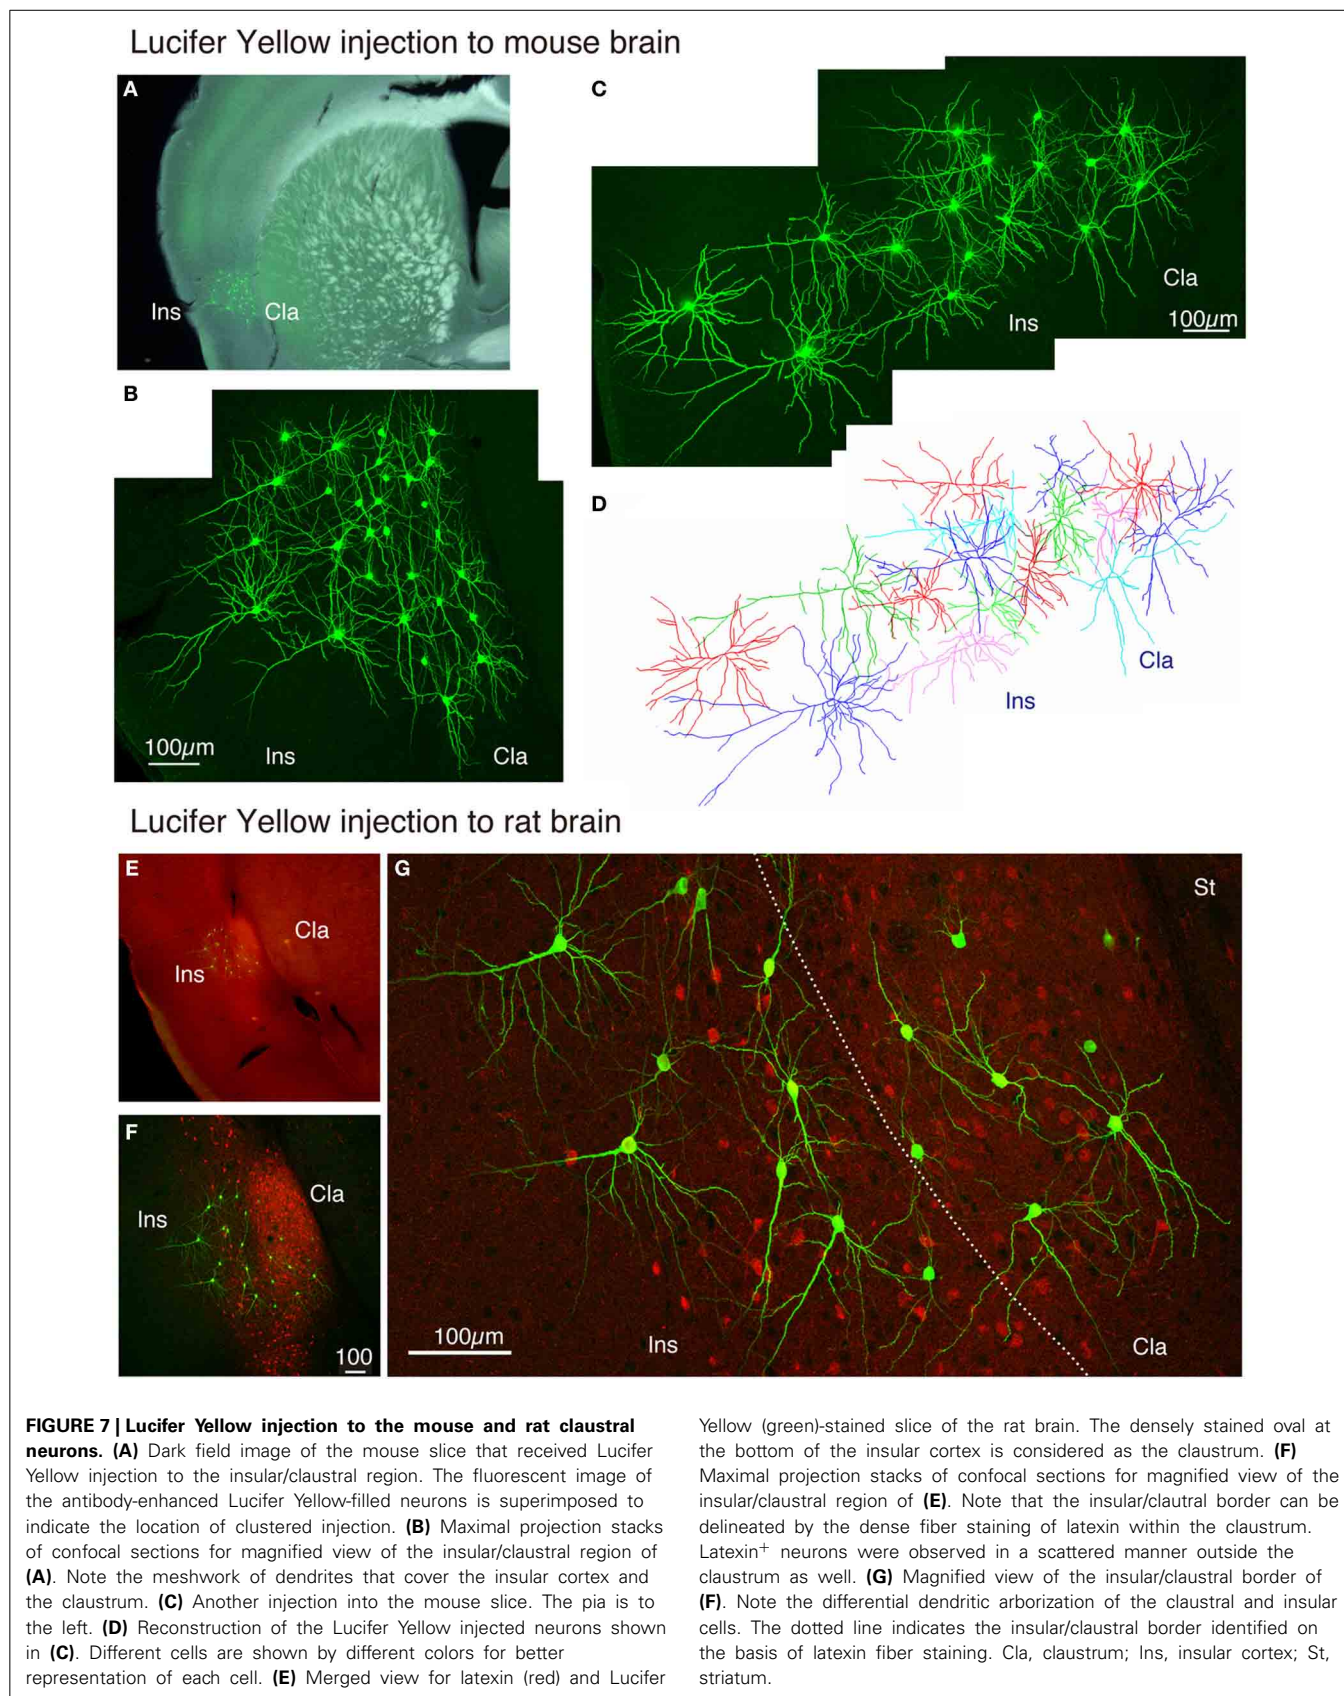 Lucifer Yellow injection to mouse brain
A
Ins
Cla
B
100µm
Ins
Cla
C
Cla
Ins
100µm
D
Cla
Ins
Lucifer Yellow injection to rat brain
E
Cla
Ins
F
Cla
Ins
100
G
St
100µm
Ins
Cla
FIGURE 7 | Lucifer Yellow injection to the mouse and rat claustral
neurons. (A) Dark field image of the mouse slice that received Lucifer
Yellow injection to the insular/claustral region. The fluorescent image of
the antibody-enhanced Lucifer Yellow-filled neurons is superimposed to
indicate the location of clustered injection. (B) Maximal projection stacks
of confocal sections for magnified view of the insular/claustral region of
(A). Note the meshwork of dendrites that cover the insular cortex and
the claustrum. (C) Another injection into the mouse slice. The pia is to
the left. (D) Reconstruction of the Lucifer Yellow injected neurons shown
in (C). Different cells are shown by different colors for better
representation of each cell. (E) Merged view for latexin (red) and Lucifer
Yellow (green)-stained slice of the rat brain. The densely stained oval at
the bottom of the insular cortex is considered as the claustrum. (F)
Maximal projection stacks of confocal sections for magnified view of the
insular/claustral region of (E). Note that the insular/clautral border can be
delineated by the dense fiber staining of latexin within the claustrum.
Latexin+ neurons were observed in a scattered manner outside the
claustrum as well. (G) Magnified view of the insular/claustral border of
(F). Note the differential dendritic arborization of the claustral and insular
cells. The dotted line indicates the insular/claustral border identified on
the basis of latexin fiber staining. Cla, claustrum; Ins, insular cortex; St,
striatum.